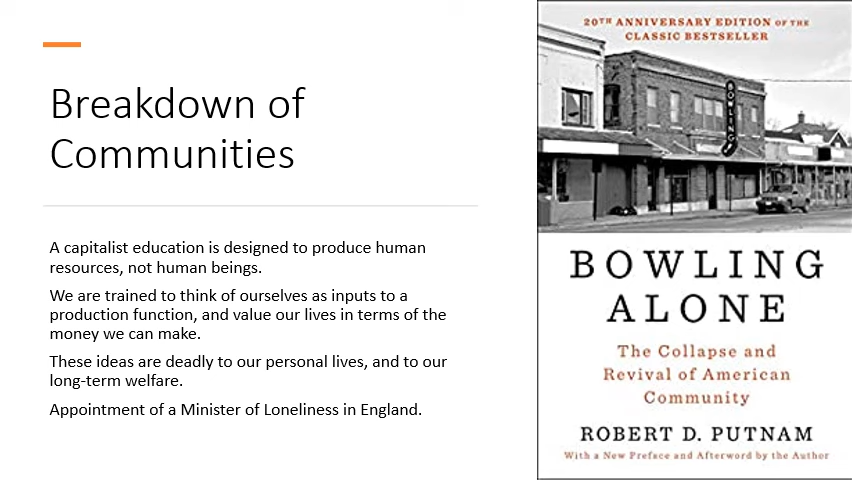 Breakdown of
Communities
A capitalist education is designed to produce human
resources, not human beings.
We are trained to think of ourselves as inputs to a
production function, and value our lives in terms of the
money we can make.
These ideas are deadly to our personal lives, and to our
long-term welfare.
Appointment of a Minister of Loneliness in England.
20TH ANNIVERSARY EDITION OF THE
CLASSIC BESTSELLER
BOWLING
BOWLING
ALONE
The Collapse and
Revival of American
Community
ROBERT D. PUTNAM
With a New Preface and Afterword by the Author